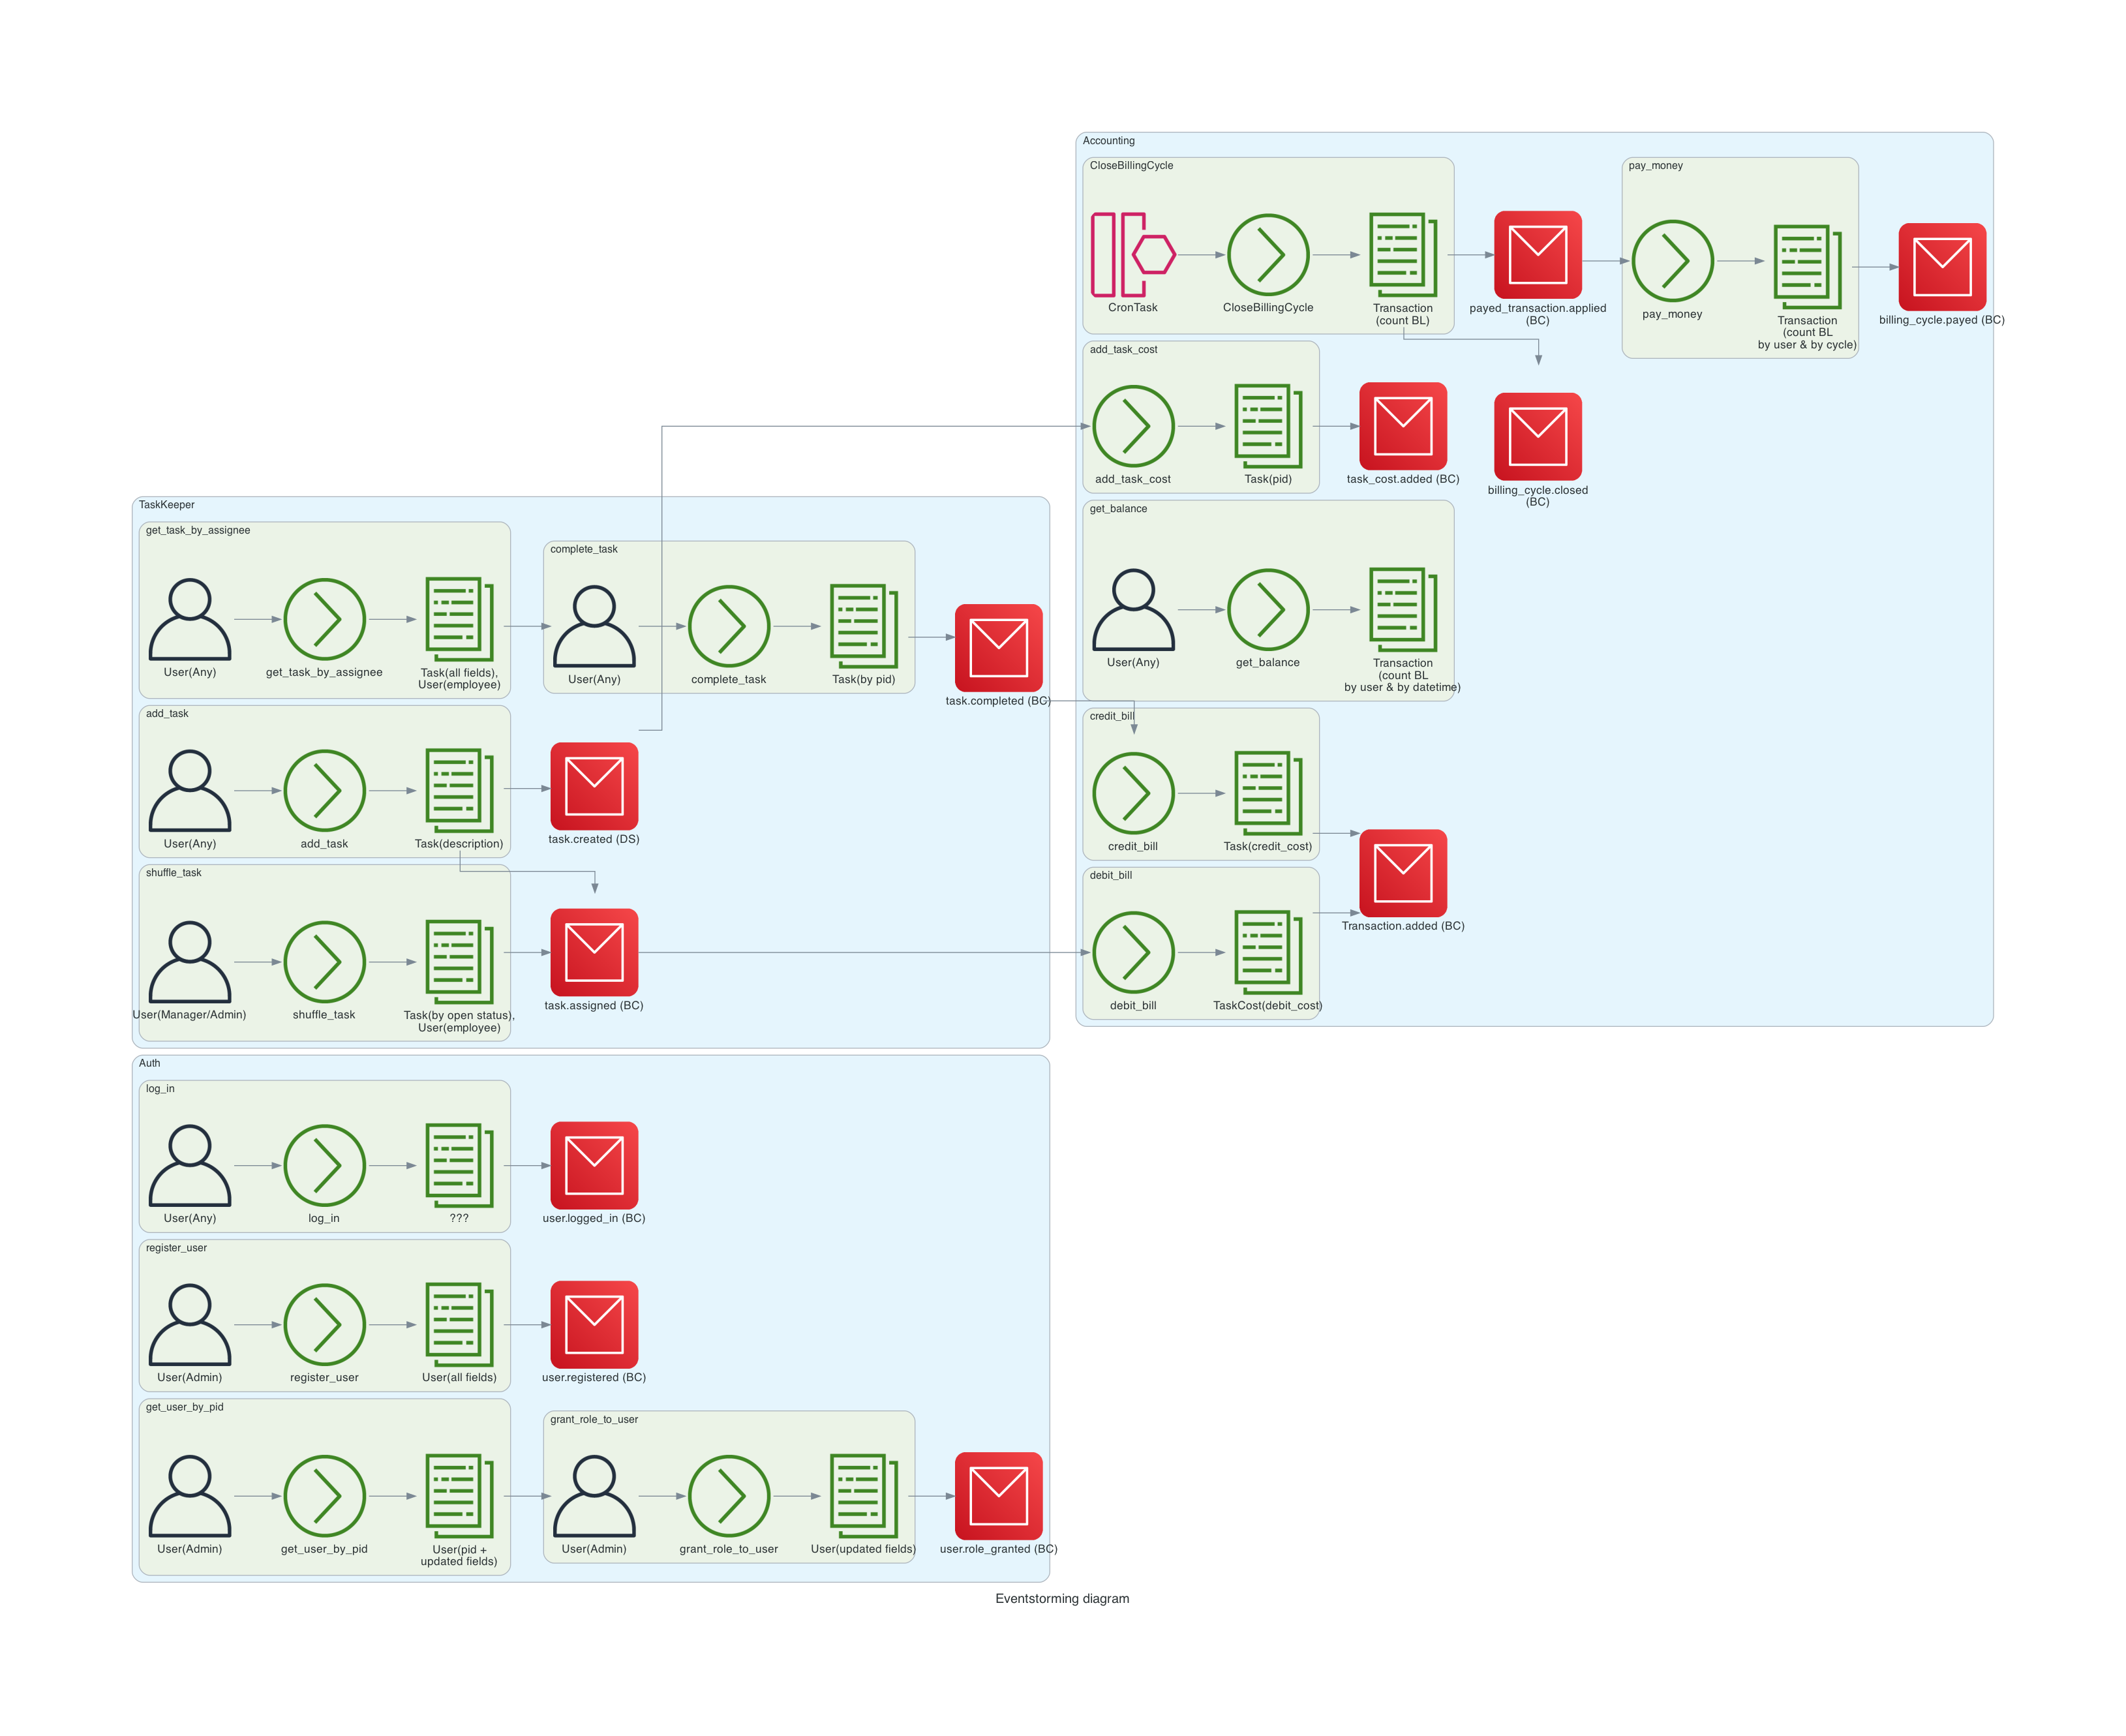 Accounting
CloseBillingCycle
CronTask
CloseBillingCycle
Transaction
(count BL)
payed_transaction.applied
(BC)
pay_money
pay_money
Transaction
(count BL
by user & by cycle)
billing_cycle.payed (BC)
add_task_cost
add_task_cost
Task(pid)
task_cost.added (BC)
billing_cycle.closed
(BC)
get_balance
User(Any)
get_balance
Transaction
(count BL
by user & by datetime)
credit_bill
credit_bill
Task(credit_cost)
debit_bill
debit_bill
TaskCost(debit_cost)
Transaction.added (BC)
TaskKeeper
get_task_by_assignee
User(Any)
get_task_by_assignee
Task(all fields),
User(employee)
complete_task
User(Any)
complete_task
Task(by pid)
task.completed (BC)
add_task
User(Any)
add_task
Task(description)
task.created (DS)
shuffle_task
User(Manager/Admin)
shuffle_task
Task(by open status),
User(employee)
task.assigned (BC)
Auth
log_in
User(Any)
log_in
???
user.logged_in (BC)
register_user
User(Admin)
register_user
User(all fields)
user.registered (BC)
get_user_by_pid
User(Admin)
get_user_by_pid
User(pid +
updated fields)
grant_role_to_user
User(Admin)
grant_role_to_user
User(updated fields)
user.role_granted (BC)
Eventstorming diagram